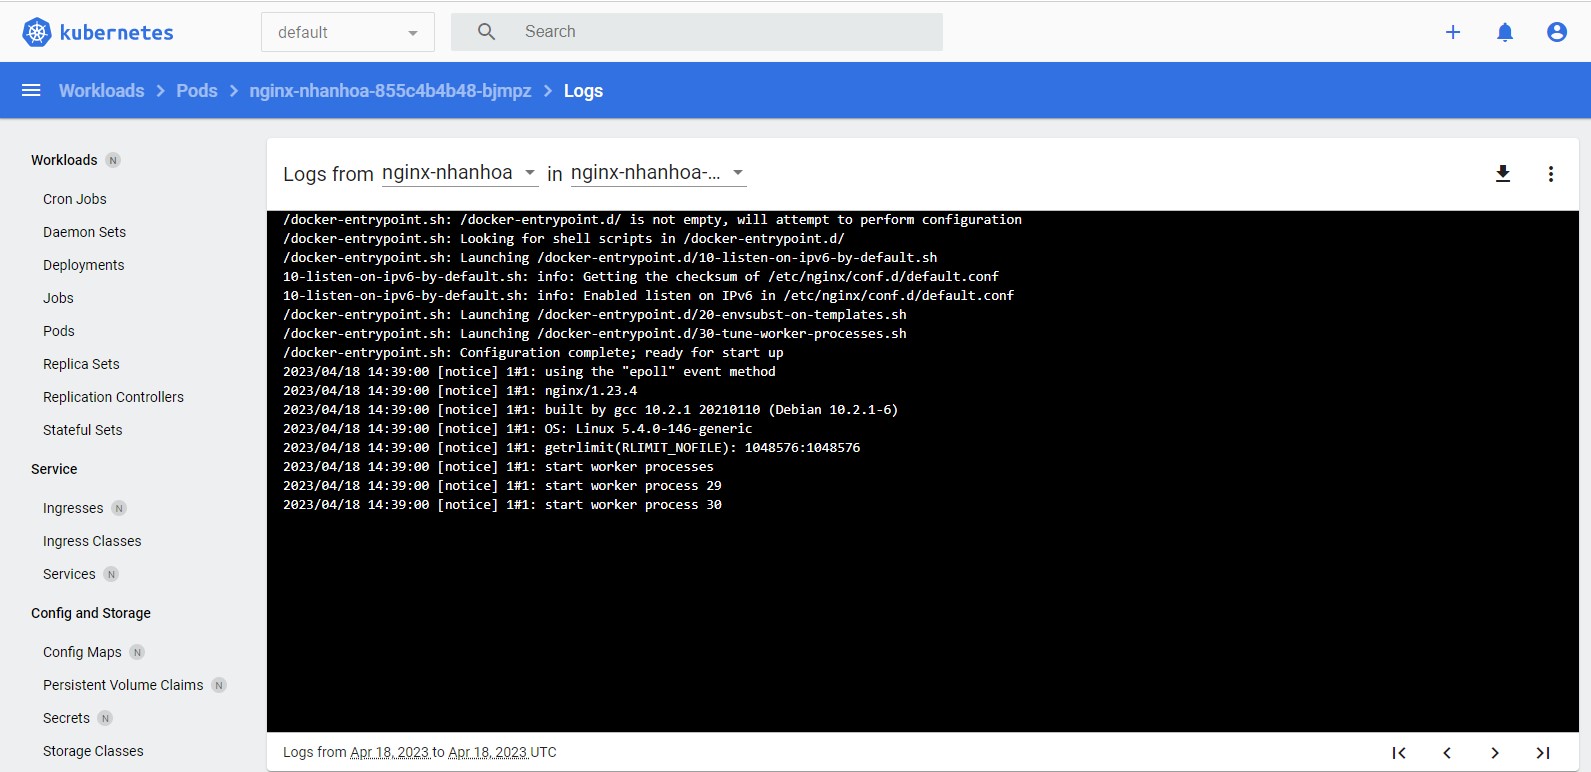 kubernetes
default
Search
Workloads > Pods > nginx-nhanhoa-855c4b4b48-bjmpz > Logs
Workloads N
Cron Jobs
Daemon Sets
Deployments
Jobs
Pods
Replica Sets
Replication Controllers
Stateful Sets
Service
Ingresses N
Ingress Classes
Services N
Config and Storage
Config Maps N
Persistent Volume Claims N
Secrets N
Storage Classes
Logs from nginx-nhanhoa in nginx-nhanhoa-...
/docker-entrypoint.sh: /docker-entrypoint.d/ is not empty, will attempt to perform configuration
/docker-entrypoint.sh: Looking for shell scripts in /docker-entrypoint.d/
/docker-entrypoint.sh: Launching /docker-entrypoint.d/10-listen-on-ipv6-by-default.sh
10-listen-on-ipv6-by-default.sh: info: Getting the checksum of /etc/nginx/conf.d/default.conf
10-listen-on-ipv6-by-default.sh: info: Enabled listen on IPv6 in /etc/nginx/conf.d/default.conf
/docker-entrypoint.sh: Launching /docker-entrypoint.d/20-envsubst-on-templates.sh
/docker-entrypoint.sh: Launching /docker-entrypoint.d/30-tune-worker-processes.sh
/docker-entrypoint.sh: Configuration complete; ready for start up
2023/04/18 14:39:00 [notice] 1#1: using the "epoll" event method
2023/04/18 14:39:00 [notice] 1#1: nginx/1.23.4
2023/04/18 14:39:00 [notice] 1#1: built by gcc 10.2.1 20210110 (Debian 10.2.1-6)
2023/04/18 14:39:00 [notice] 1#1: OS: Linux 5.4.0-146-generic
2023/04/18 14:39:00 [notice] 1#1: getrlimit(RLIMIT_NOFILE): 1048576:1048576
2023/04/18 14:39:00 [notice] 1#1: start worker processes
2023/04/18 14:39:00 [notice] 1#1: start worker process 29
2023/04/18 14:39:00 [notice] 1#1: start worker process 30
Logs from Apr 18, 2023 to Apr 18, 2023 UTC